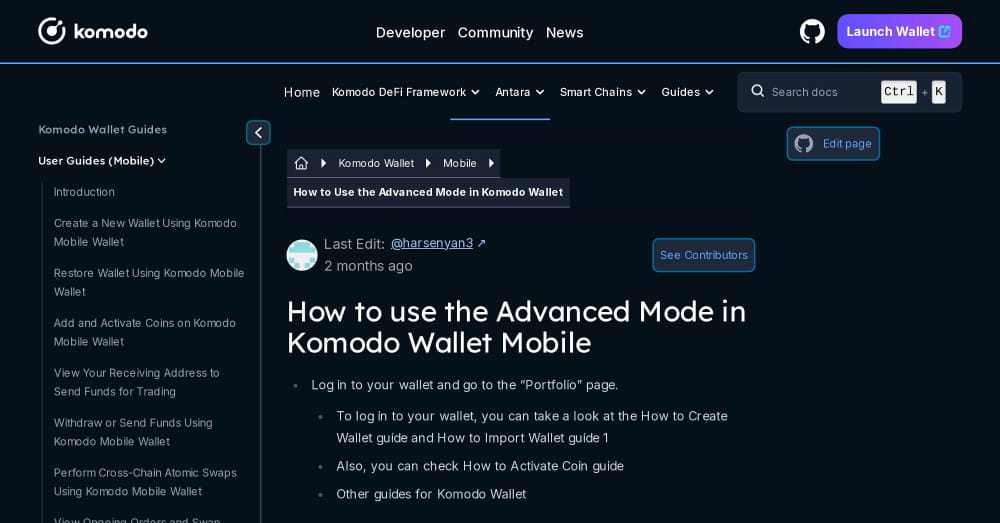 komodo
Developer Community News
Launch Wallet
Home Komodo DeFi Framework Antara Smart Chains Guides Search docs Ctrl + K
Komodo Wallet Guides
User Guides (Mobile)
Introduction
Create a New Wallet Using Komodo
Mobile Wallet
Restore Wallet Using Komodo Mobile
Wallet
Add and Activate Coins on Komodo
Mobile Wallet
View Your Receiving Address to
Send Funds for Trading
Withdraw or Send Funds Using
Komodo Mobile Wallet
Perform Cross-Chain Atomic Swaps
Using Komodo Mobile Wallet
View Ongoing Orders and Swap
Komodo Wallet Mobile
How to Use the Advanced Mode in Komodo Wallet
Edit page
Last Edit: @harsenyan3 ↗
2 months ago
See Contributors
How to use the Advanced Mode in
Komodo Wallet Mobile
Log in to your wallet and go to the “Portfolio” page.
To log in to your wallet, you can take a look at the How to Create
Wallet guide and How to Import Wallet guide 1
Also, you can check How to Activate Coin guide
Other guides for Komodo Wallet